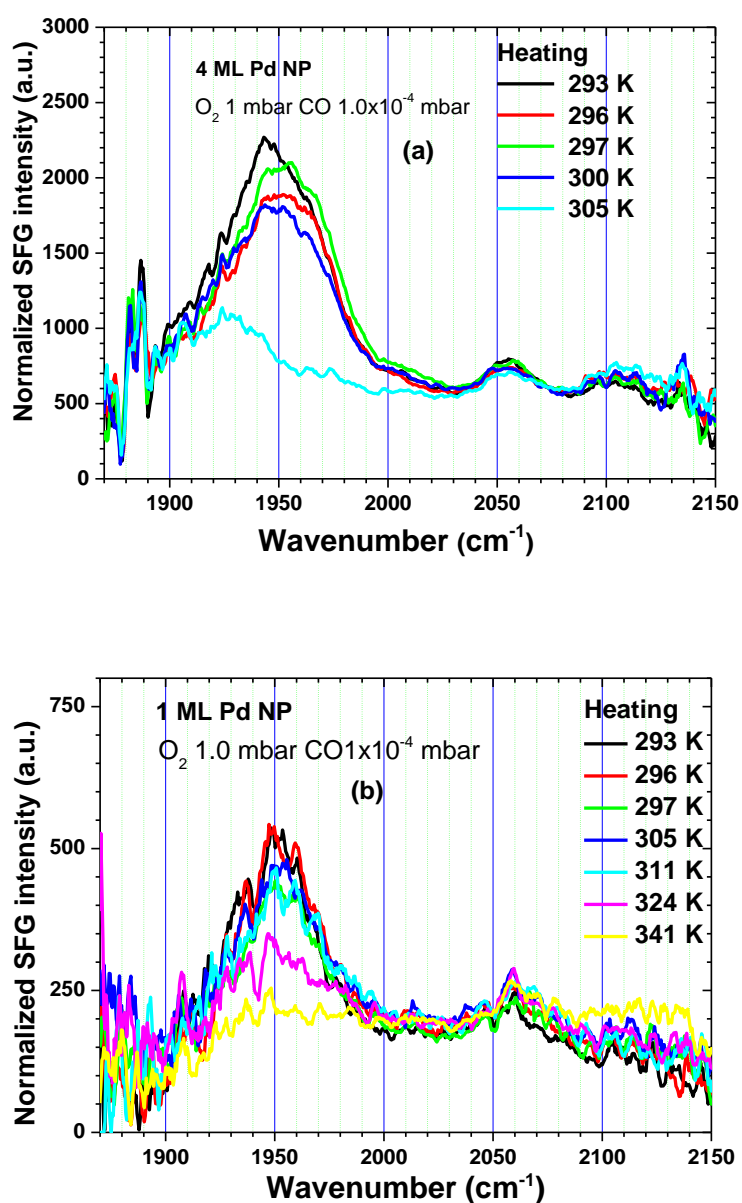 3000
2500
2000
1500
1000
500
0
Normalized SFG intensity (a.u.)
4 ML Pd NP
O₂ 1 mbar CO 1.0x10⁻⁴ mbar
(a)
Heating
293 K
296 K
297 K
300 K
305 K
1900 1950 2000 2050 2100 2150
Wavenumber (cm⁻¹)
750
500
250
0
Normalized SFG intensity (a.u.)
1 ML Pd NP
O₂ 1.0 mbar CO1x10⁻⁴ mbar
(b)
Heating
293 K
296 K
297 K
305 K
311 K
324 K
341 K
1900 1950 2000 2050 2100 2150
Wavenumber (cm⁻¹)